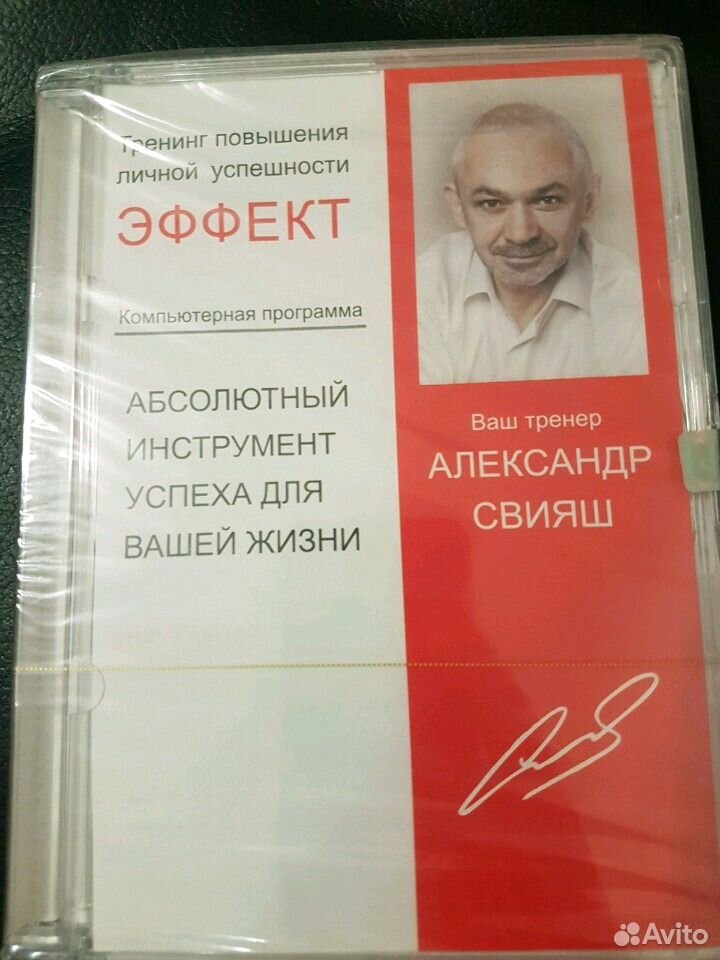 Тренинг повышения
личной успешности
ЭФФЕКТ
Компьютерная программа
АБСОЛЮТНЫЙ
ИНСТРУМЕНТ
УСПЕХА ДЛЯ
ВАШЕЙ ЖИЗНИ
Ваш тренер
АЛЕКСАНДР
СВИЯШ
Avito